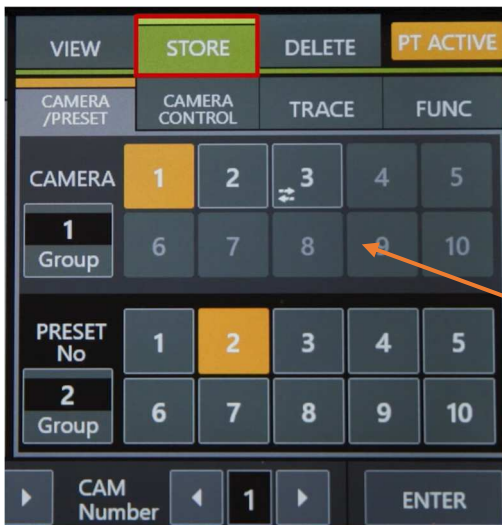 VIEW STORE DELETE PT ACTIVE
CAMERA /PRESET CAMERA CONTROL TRACE FUNC
CAMERA 1 2 3 4 5
1 Group 6 7 8 9 10
PRESET No 1 2 3 4 5
2 Group 6 7 8 9 10
CAM Number 1 ENTER